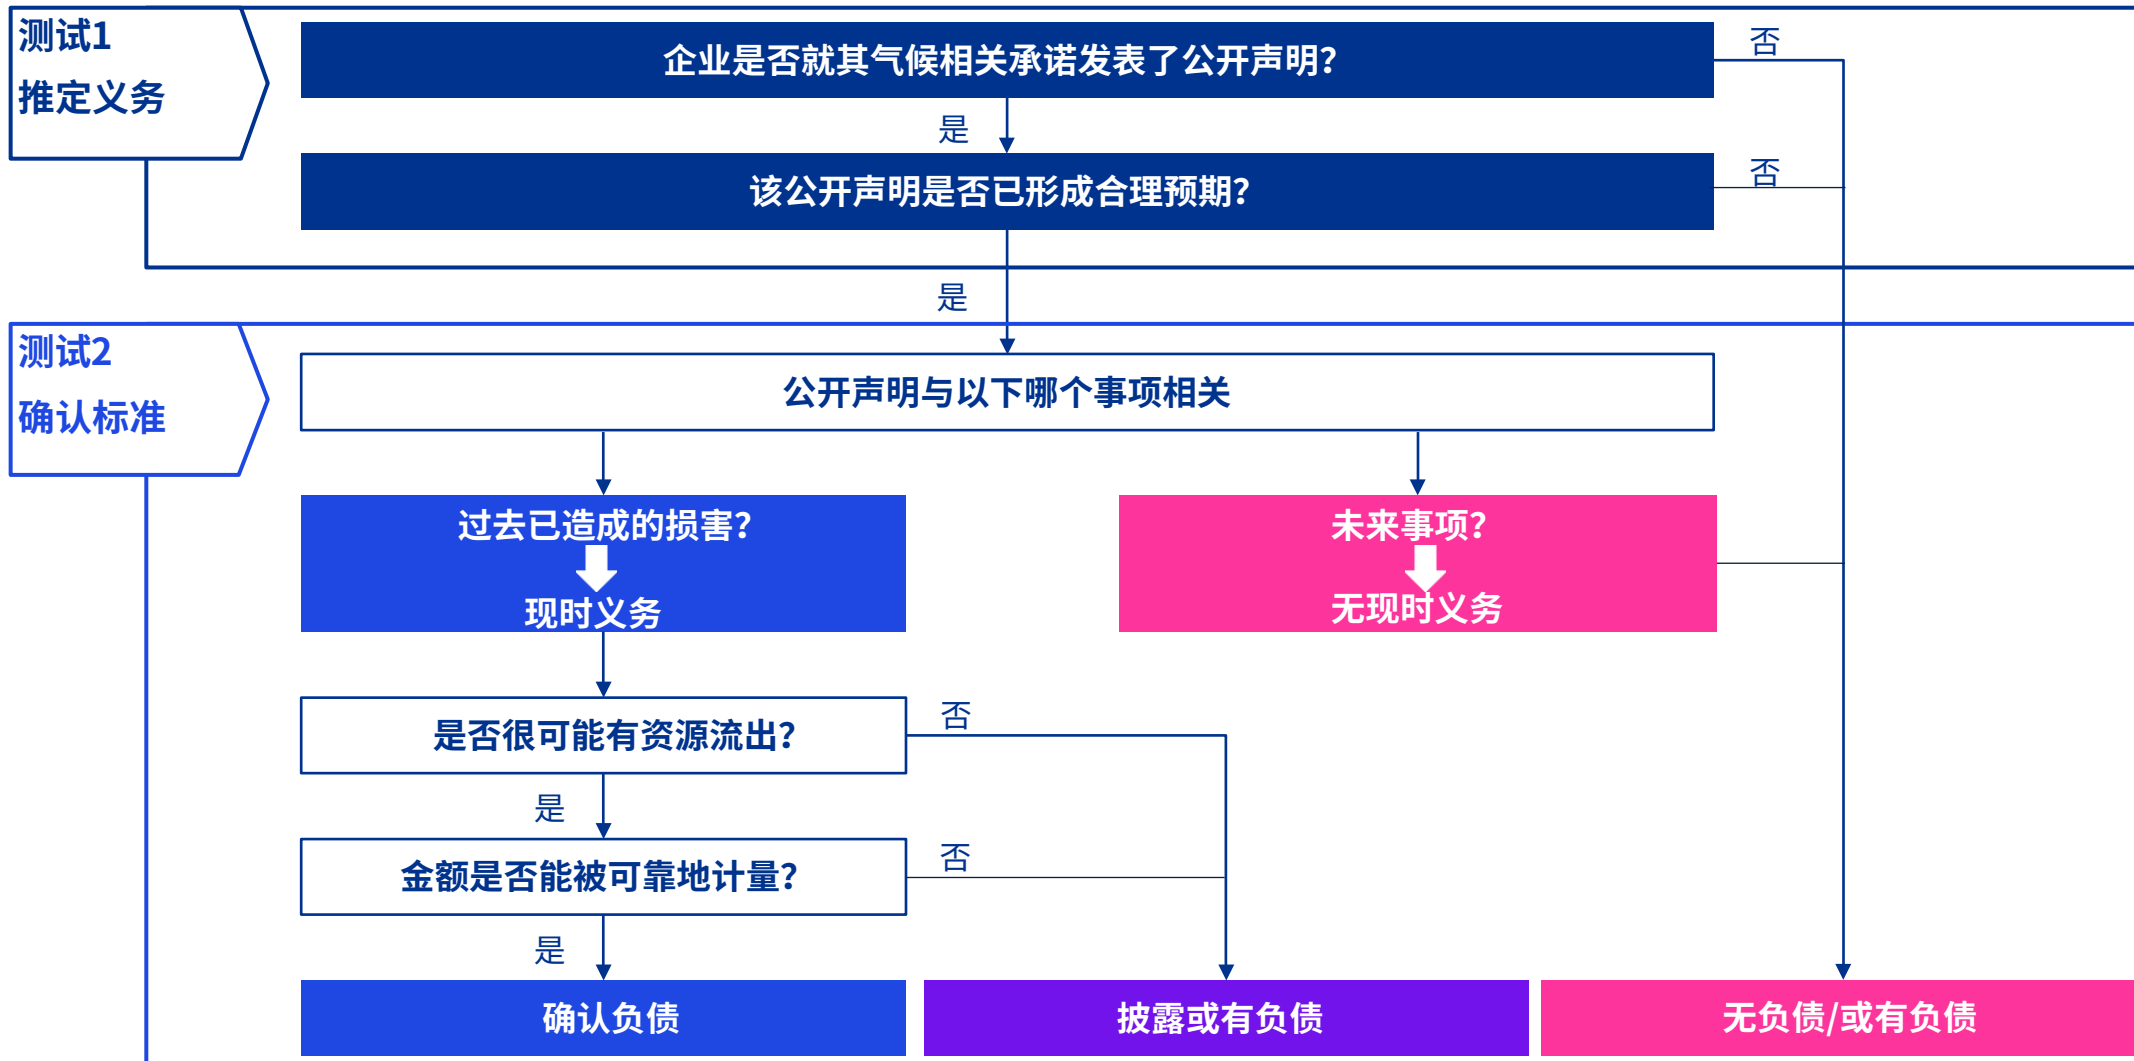 测试1
推定义务
企业是否就其气候相关承诺发表了公开声明？
否
是
该公开声明是否已形成合理预期？
否
是
测试2
确认标准
公开声明与以下哪个事项相关
过去已造成的损害？
现时义务
未来事项？
无现时义务
是否很可能有资源流出？
否
是
金额是否能被可靠地计量？
否
是
确认负债
披露或有负债
无负债/或有负债